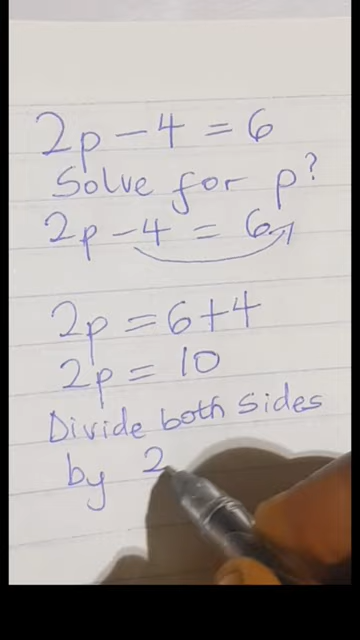 2p - 4 = 6
Solve for p?
2p - 4 = 6
2p = 6+4
2p = 10
Divide both sides
by 2